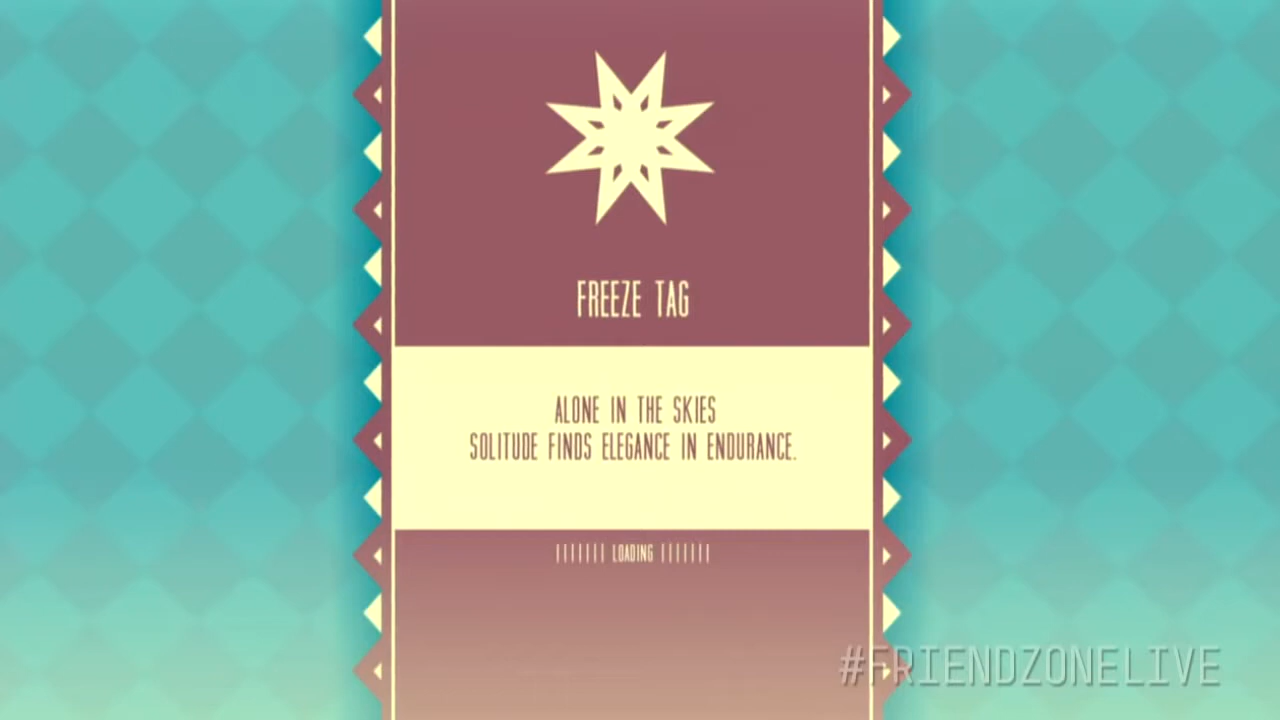 FREEZE TAG
ALONE IN THE SKIES
SOLITUDE FINDS ELEGANCE IN ENDURANCE.
LOADING
#FRIENDZONELIVE